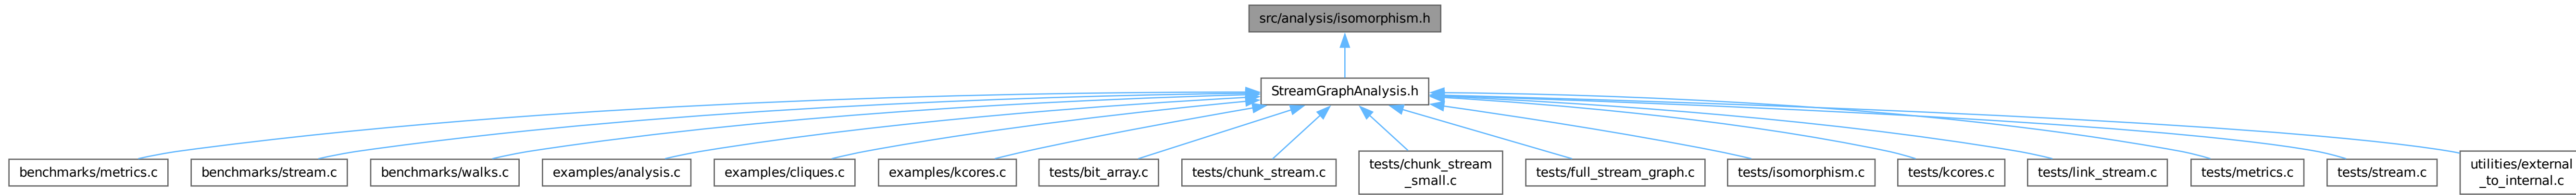 src/analysis/isomorphism.h
StreamGraphAnalysis.h
benchmarks/metrics.c
benchmarks/stream.c
benchmarks/walks.c
examples/analysis.c
examples/cliques.c
examples/kcores.c
tests/bit_array.c
tests/chunk_stream.c
tests/chunk_stream
_small.c
tests/full_stream_graph.c
tests/isomorphism.c
tests/kcores.c
tests/link_stream.c
tests/metrics.c
tests/stream.c
utilities/external
_to_internal.c